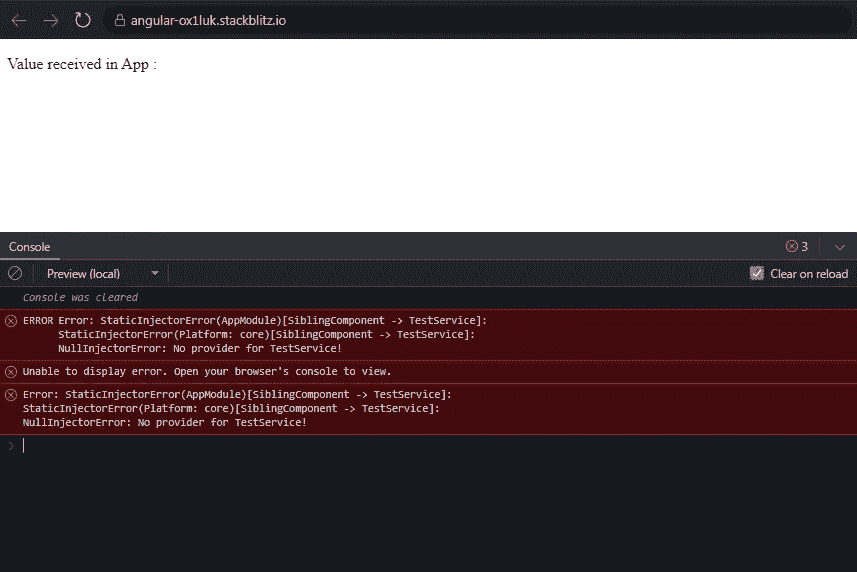 angular-ox1luk.stackblitz.io
Value received in App :
Console
3
Preview (local)
Clear on reload
Console was cleared
ERROR Error: StaticInjectorError(AppModule)[SiblingComponent -> TestService]:
StaticInjectorError(Platform: core)[SiblingComponent -> TestService]:
NullInjectorError: No provider for TestService!
Unable to display error. Open your browser's console to view.
Error: StaticInjectorError(AppModule)[SiblingComponent -> TestService]:
StaticInjectorError(Platform: core)[SiblingComponent -> TestService]:
NullInjectorError: No provider for TestService!